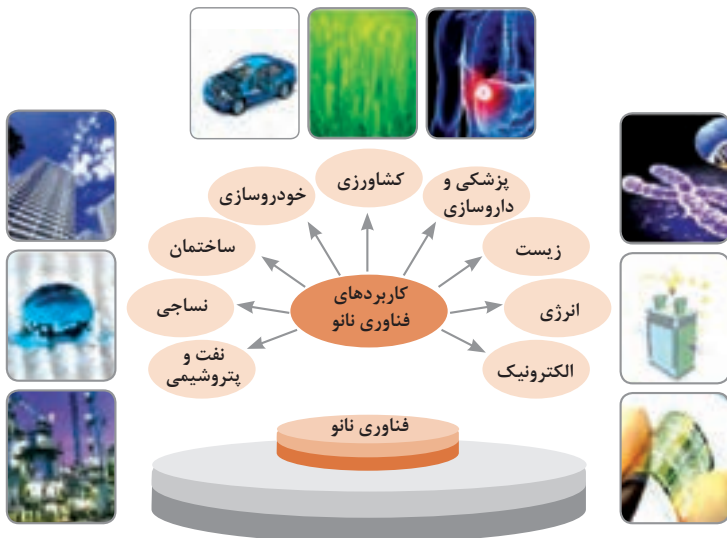 کشاورزی
پزشکی و
داروسازی
خودروسازی
زیست
ساختمان
انرژی
کاربردهای
فناوری نانو
نساجی
الکترونیک
نفت و
پتروشیمی
فناوری نانو